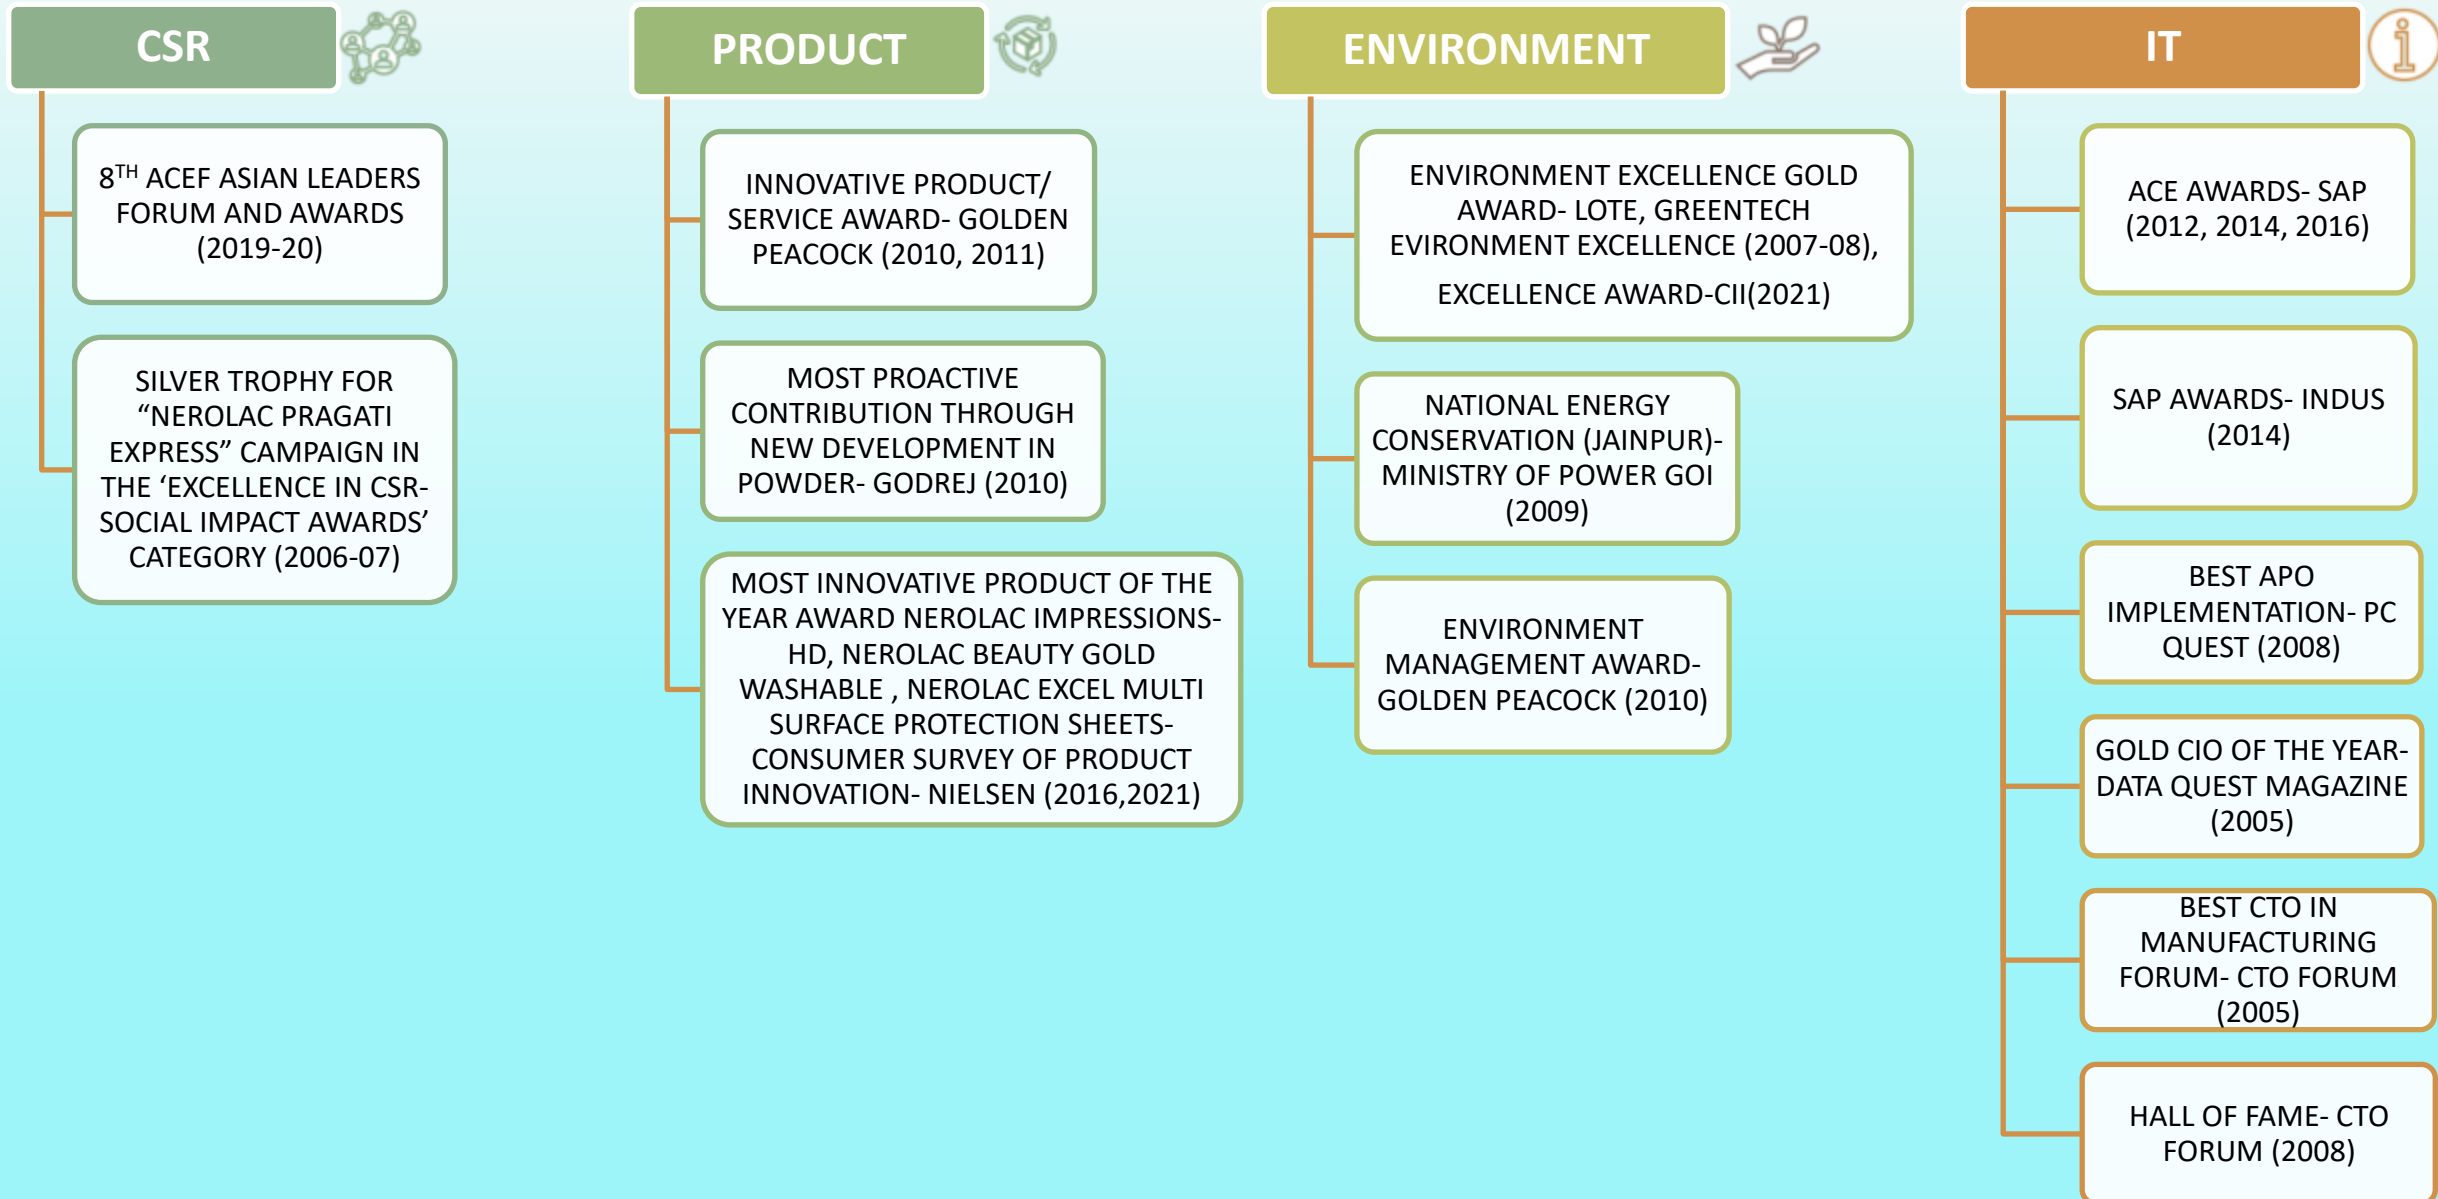 CSR
8TH ACEF ASIAN LEADERS
FORUM AND AWARDS
(2019-20)
SILVER TROPHY FOR
“NEROLAC PRAGATI
EXPRESS” CAMPAIGN IN
THE ‘EXCELLENCE IN CSR-
SOCIAL IMPACT AWARDS’
CATEGORY (2006-07)
PRODUCT
INNOVATIVE PRODUCT/
SERVICE AWARD- GOLDEN
PEACOCK (2010, 2011)
MOST PROACTIVE
CONTRIBUTION THROUGH
NEW DEVELOPMENT IN
POWDER- GODREJ (2010)
MOST INNOVATIVE PRODUCT OF THE
YEAR AWARD NEROLAC IMPRESSIONS-
HD, NEROLAC BEAUTY GOLD
WASHABLE , NEROLAC EXCEL MULTI
SURFACE PROTECTION SHEETS-
CONSUMER SURVEY OF PRODUCT
INNOVATION- NIELSEN (2016,2021)
ENVIRONMENT
ENVIRONMENT EXCELLENCE GOLD
AWARD- LOTE, GREENTECH
EVIRONMENT EXCELLENCE (2007-08),
EXCELLENCE AWARD-CII(2021)
NATIONAL ENERGY
CONSERVATION (JAINPUR)-
MINISTRY OF POWER GOI
(2009)
ENVIRONMENT
MANAGEMENT AWARD-
GOLDEN PEACOCK (2010)
IT
ACE AWARDS- SAP
(2012, 2014, 2016)
SAP AWARDS- INDUS
(2014)
BEST APO
IMPLEMENTATION- PC
QUEST (2008)
GOLD CIO OF THE YEAR-
DATA QUEST MAGAZINE
(2005)
BEST CTO IN
MANUFACTURING
FORUM- CTO FORUM
(2005)
HALL OF FAME- CTO
FORUM (2008)